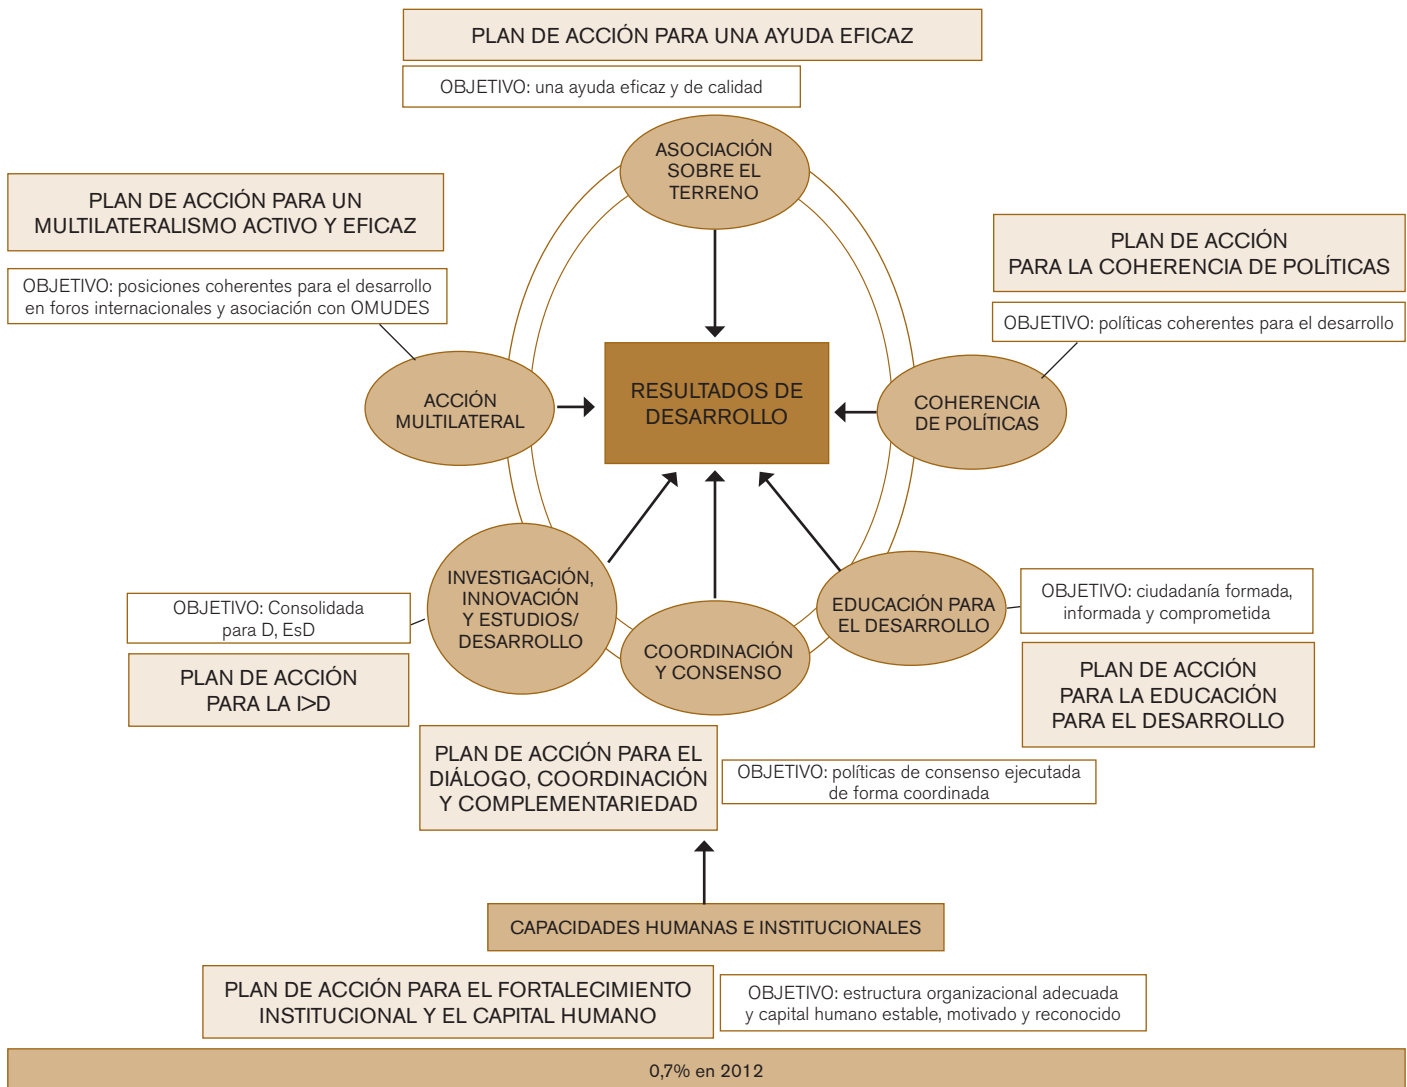 PLAN DE ACCIÓN PARA UNA AYUDA EFICAZ
OBJETIVO: una ayuda eficaz y de calidad
ASOCIACIÓN
SOBRE EL
TERRENO
PLAN DE ACCIÓN PARA UN
MULTILATERALISMO ACTIVO Y EFICAZ
OBJETIVO: posiciones coherentes para el desarrollo
en foros internacionales y asociación con OMUDES
PLAN DE ACCIÓN
PARA LA COHERENCIA DE POLÍTICAS
OBJETIVO: políticas coherentes para el desarrollo
ACCIÓN
MULTILATERAL
RESULTADOS DE
DESARROLLO
COHERENCIA
DE POLÍTICAS
INVESTIGACIÓN,
INNOVACIÓN
Y ESTUDIOS/
DESARROLLO
OBJETIVO: Consolidada
para D, EsD
PLAN DE ACCIÓN
PARA LA I>D
COORDINACIÓN
Y CONSENSO
EDUCACIÓN PARA
EL DESARROLLO
OBJETIVO: ciudadanía formada,
informada y comprometida
PLAN DE ACCIÓN
PARA LA EDUCACIÓN
PARA EL DESARROLLO
PLAN DE ACCIÓN PARA EL
DIÁLOGO, COORDINACIÓN
Y COMPLEMENTARIEDAD
OBJETIVO: políticas de consenso ejecutada
de forma coordinada
CAPACIDADES HUMANAS E INSTITUCIONALES
PLAN DE ACCIÓN PARA EL FORTALECIMIENTO
INSTITUCIONAL Y EL CAPITAL HUMANO
OBJETIVO: estructura organizacional adecuada
y capital humano estable, motivado y reconocido
0,7% en 2012